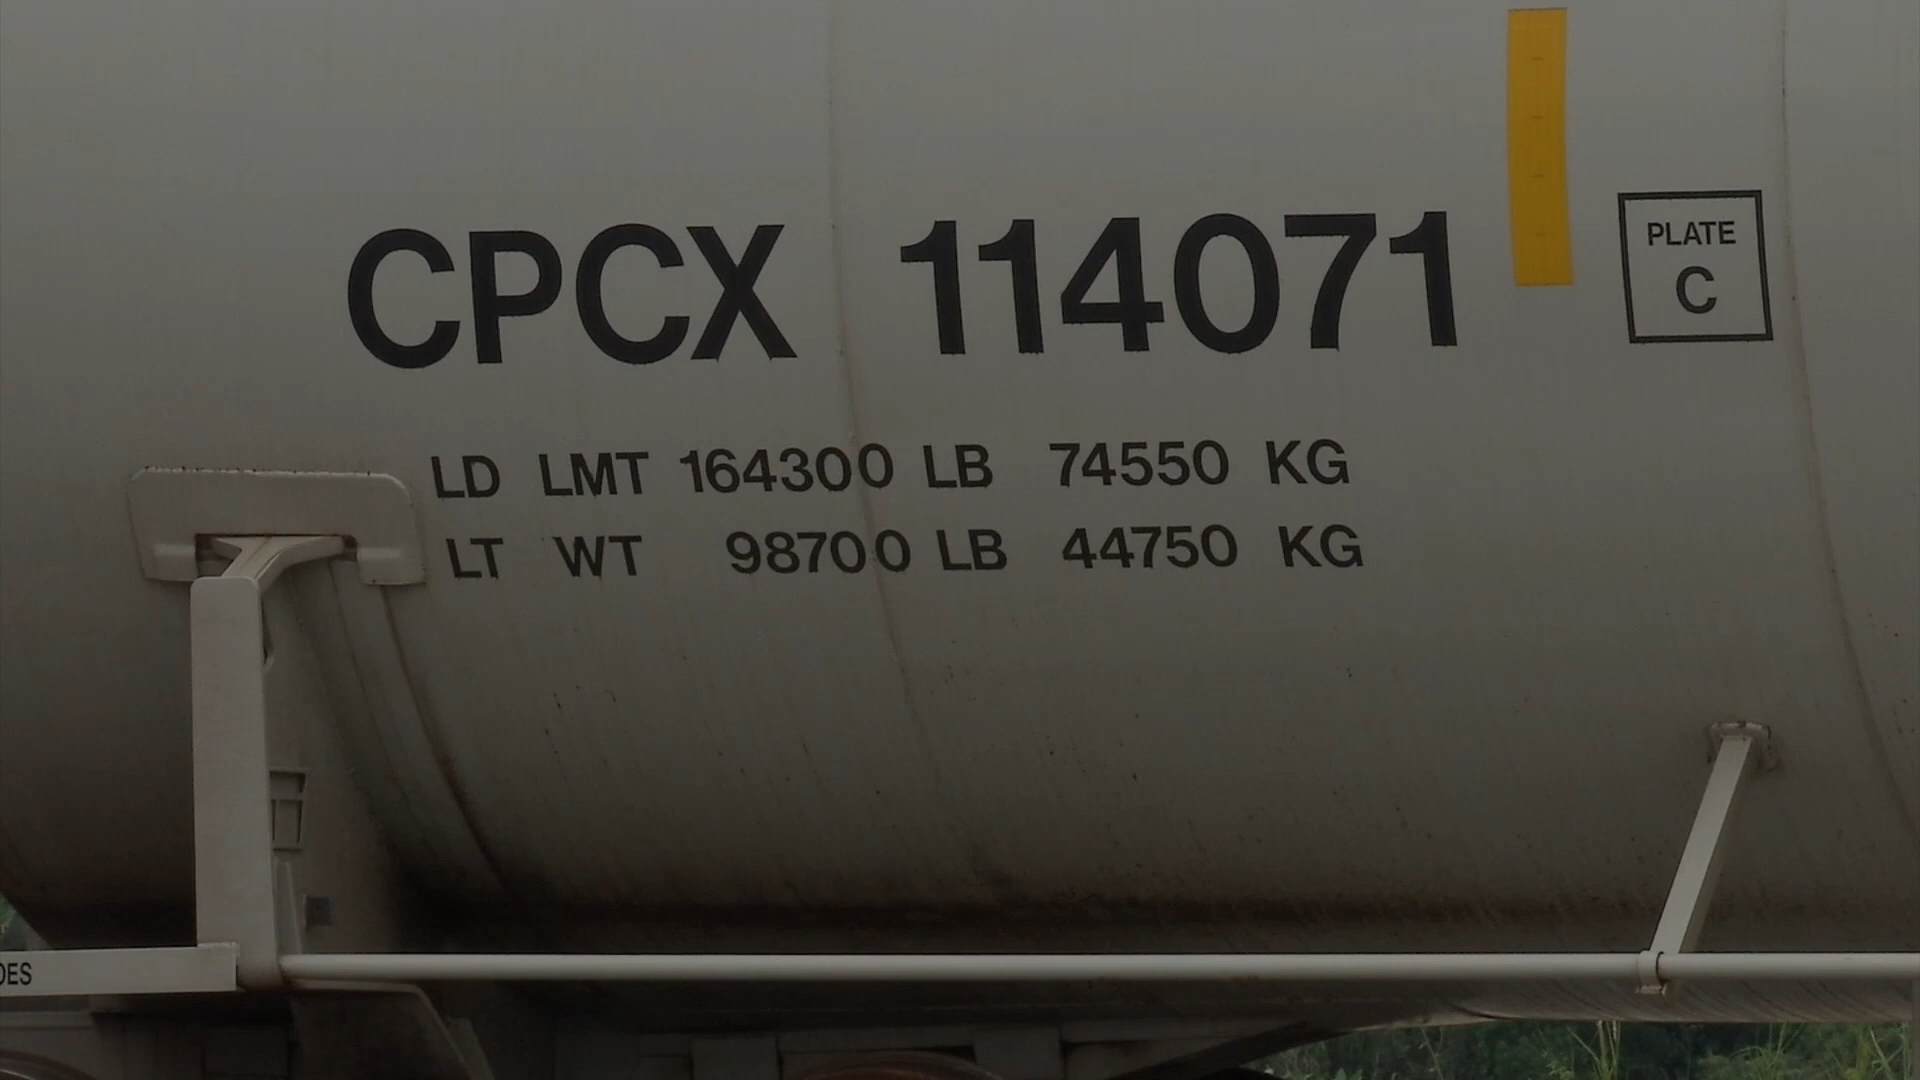 CPCX 114071
PLATE
C
LD LMT 164300 LB 74550 KG
LT WT 98700 LB 44750 KG